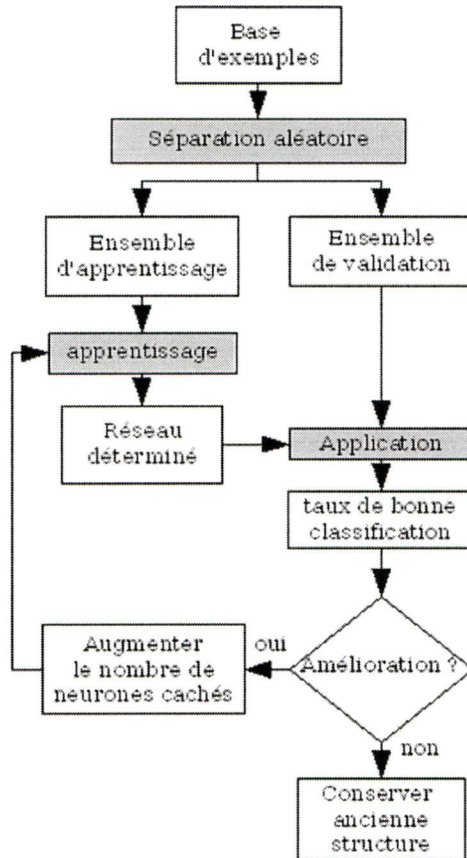 Base
d'exemples
Séparation aléatoire
Ensemble
d'apprentissage
Ensemble
de validation
apprentissage
Réseau
déterminé
Application
taux de bonne
classification
Amélioration ?
oui
Augmenter
le nombre de
neurones cachés
non
Conserver
ancienne
structure